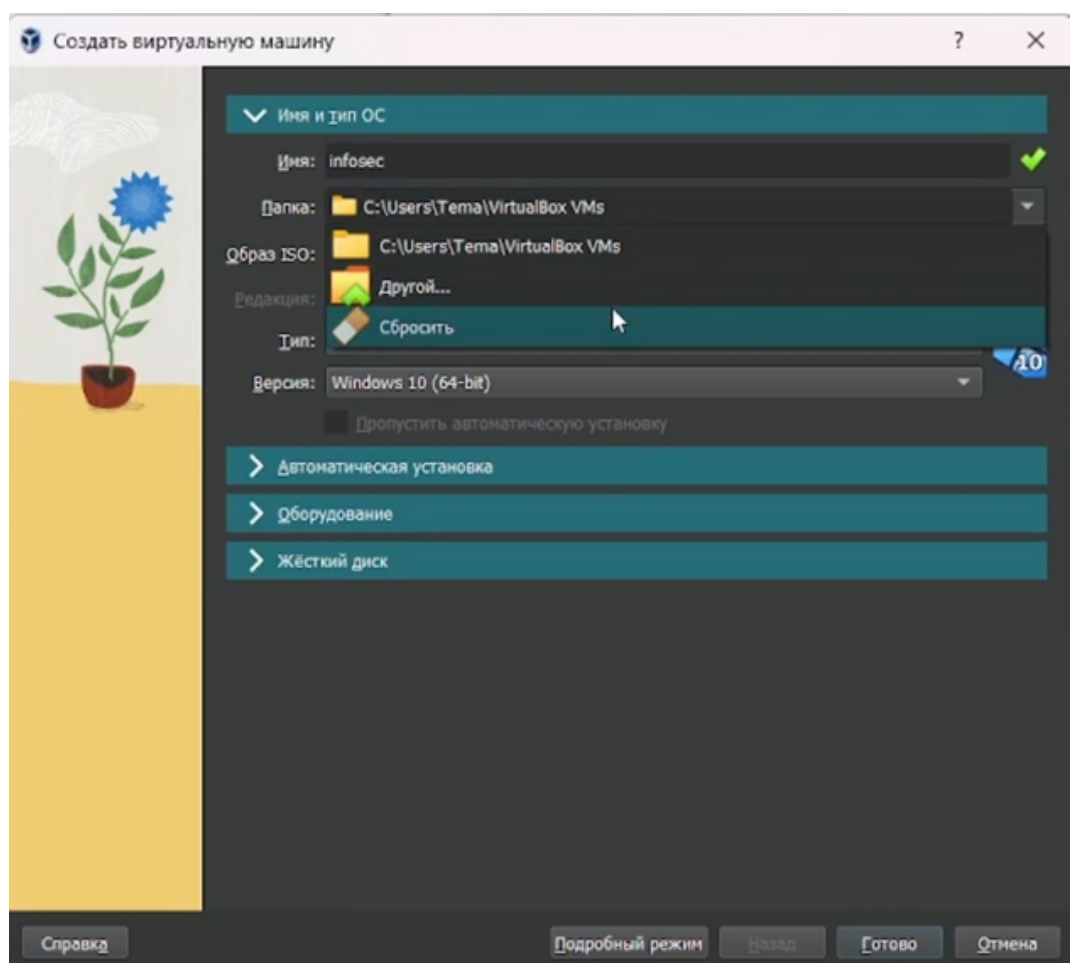 Создать виртуальную машину ?
Имя и тип ОС
Имя: infosec
Папка: C:\Users\Tema\VirtualBox VMs
Образ ISO: C:\Users\Tema\VirtualBox VMs
Редакция: Другой...
Тип: Сбросить
10
Версия: Windows 10 (64-bit)
Пропустить автоматическую установку
Автоматическая установка
Оборудование
Жёсткий диск
Справка Подробный режим Назад Готово Отмена